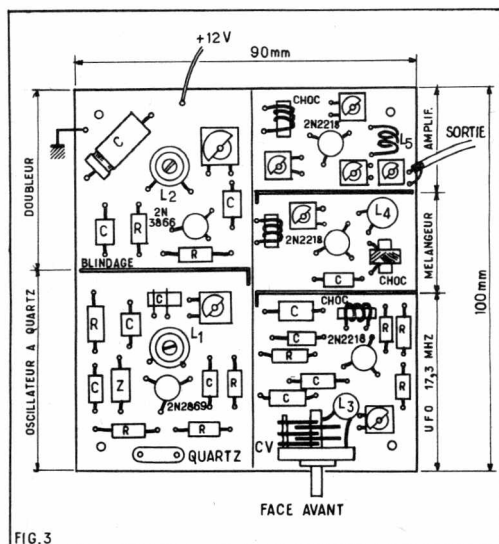 +12V
90mm
CHOC
2N2218
L5
SORTIE
AMPLIF.
C
L2
2N
3866
C
C
R
R
DOUBLEUR
BLINDAGE
L4
2N2218
C
CHOC
MELANGEUR
100mm
C
R
C
L1
C
Z
2N2869
C
R
R
R
QUARTZ
OSCILLATEUR A QUARTZ
CHOC
C
2N2218
R
R
C
R
C
C
R
L3
CV
UFO 17,3 MHZ
FACE AVANT
FIG.3